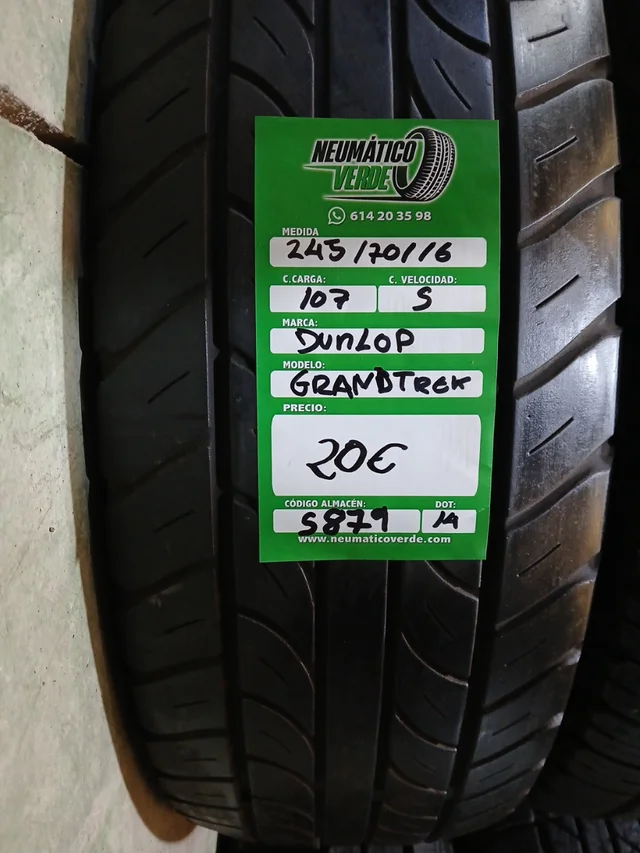 NEUMÁTICO
VERDE
614 20 35 98
MEDIDA
245/70/16
C.CARGA: C. VELOCIDAD:
107 S
MARCA:
DUNLOP
MODELO:
GRANDTREK
PRECIO:
20€
CÓDIGO ALMACÉN: DOT:
S879 1A
www.neumaticoverde.com